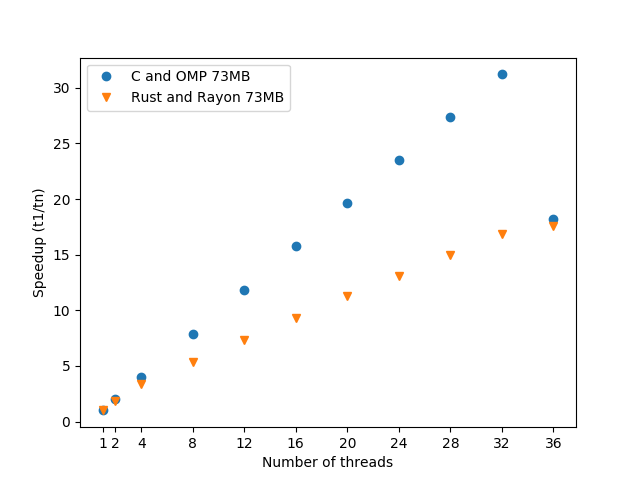 C and OMP 73MB
Rust and Rayon 73MB
30
25
20
15
10
5
0
Speedup (t1/tn)
1 2 4 8 12 16 20 24 28 32 36
Number of threads